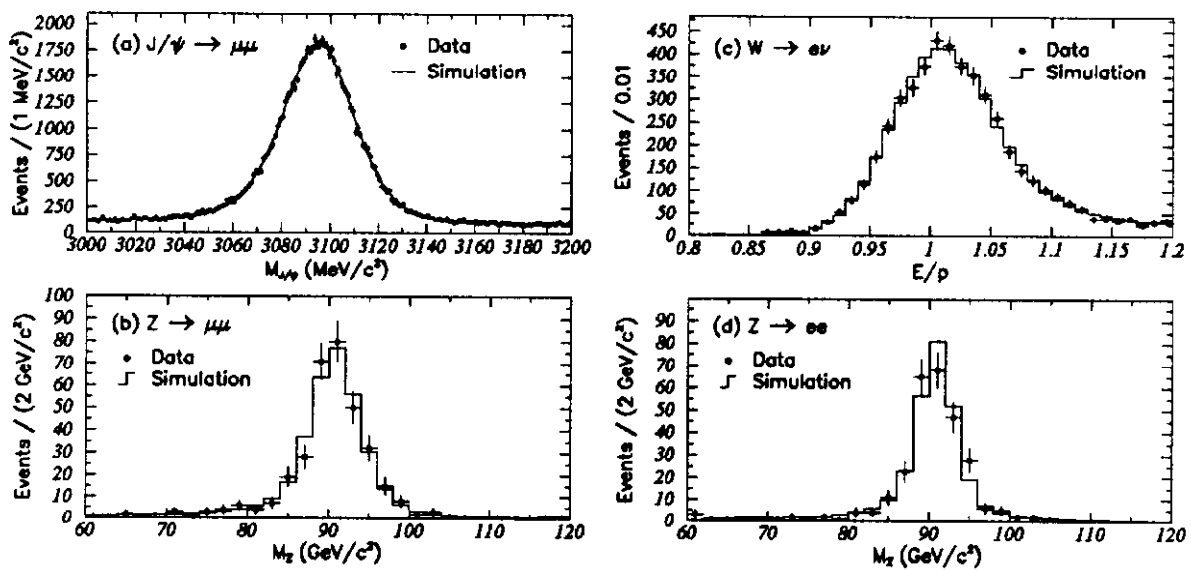 (a) J/ψ → μμ
Data
Simulation
Events / (1 MeV/c²)
1750
1500
1250
1000
750
500
250
0
3000 3020 3040 3060 3080 3100 3120 3140 3160 3180 3200
(MeV/c²)
(c) W → eν
Data
Simulation
Events / 0.01
450
400
350
300
250
200
150
100
50
0
0.8 0.85 0.9 0.95 1 1.05 1.1 1.15 1.2
E/p
(b) Z → μμ
Data
Simulation
Events / (2 GeV/c²)
100
90
80
70
60
50
40
30
20
10
0
60 70 80 90 100 110 120
M_Z (GeV/c²)
(d) Z → ee
Data
Simulation
Events / (2 GeV/c²)
90
80
70
60
50
40
30
20
10
0
60 70 80 90 100 110 120
M_Z (GeV/c²)